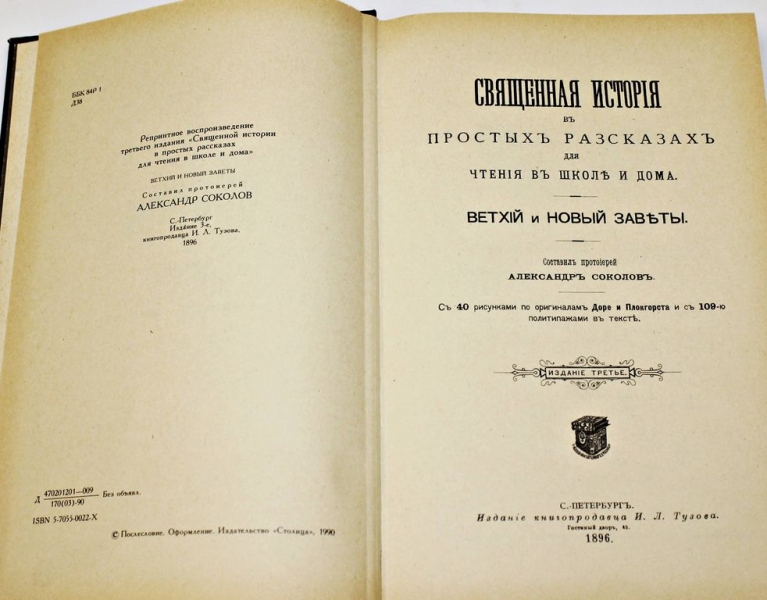 ББК 84Р 1
Д38
Репринтное воспроизведение
третьего издания «Священной истории
в простых рассказах
для чтения в школе и дома»
ВЕТХИЙ и НОВЫЙ ЗАВЕТЫ
Составил протоиерей
АЛЕКСАНДР СОКОЛОВ
С.-Петербург
Издание 3-е,
книгопродавца И. Л. Тузова,
1896
Д 470201201—009 Без объявл.
170(03)-90
ISBN 5-7055-0022-X
© Послесловие. Оформление. Издательство «Столица», 1990
СВЯЩЕННАЯ ИСТОРІЯ
въ
ПРОСТЫХЪ РАЗСКАЗАХЪ
для
ЧТЕНІЯ ВЪ ШКОЛѢ И ДОМА.
ВЕТХІЙ и НОВЫЙ ЗАВѢТЫ.
Составилъ протоіерей
АЛЕКСАНДРЪ СОКОЛОВЪ.
Съ 40 рисунками по оригиналам Доре и Плокгорста и съ 109-ю
политипажами въ текстѣ.
ИЗДАНІЕ ТРЕТЬЕ.
С.-ПЕТЕРБУРГЪ.
Изданіе книгопродавца И. Л. Тузова.
Гостиный дворъ, 45.
1896.